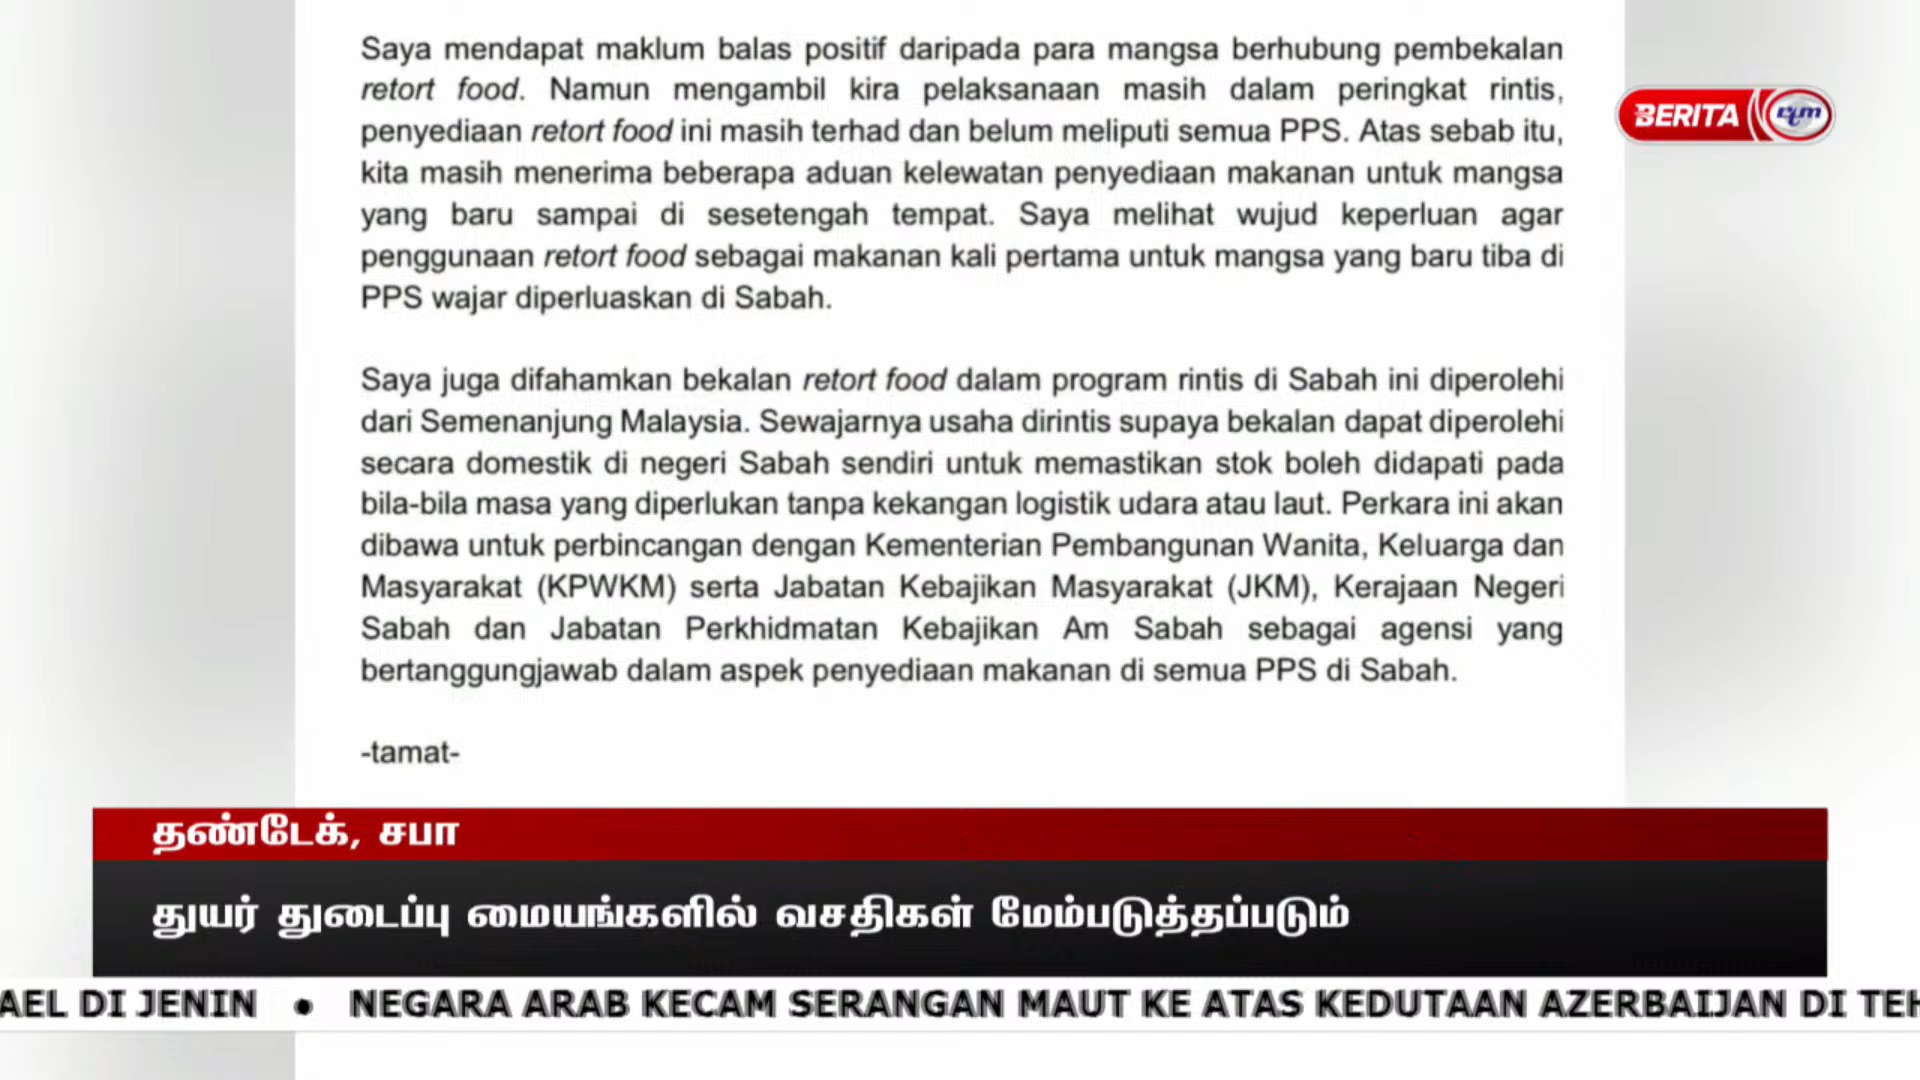 Saya mendapat maklum balas positif daripada para mangsa berhubung pembekalan
retort food. Namun mengambil kira pelaksanaan masih dalam peringkat rintis,
penyediaan retort food ini masih terhad dan belum meliputi semua PPS. Atas sebab itu,
kita masih menerima beberapa aduan kelewatan penyediaan makanan untuk mangsa
yang baru sampai di sesetengah tempat. Saya melihat wujud keperluan agar
penggunaan retort food sebagai makanan kali pertama untuk mangsa yang baru tiba di
PPS wajar diperluaskan di Sabah.
Saya juga difahamkan bekalan retort food dalam program rintis di Sabah ini diperolehi
dari Semenanjung Malaysia. Sewajarnya usaha dirintis supaya bekalan dapat diperolehi
secara domestik di negeri Sabah sendiri untuk memastikan stok boleh didapati pada
bila-bila masa yang diperlukan tanpa kekangan logistik udara atau laut. Perkara ini akan
dibawa untuk perbincangan dengan Kementerian Pembangunan Wanita, Keluarga dan
Masyarakat (KPWKM) serta Jabatan Kebajikan Masyarakat (JKM), Kerajaan Negeri
Sabah dan Jabatan Perkhidmatan Kebajikan Am Sabah sebagai agensi yang
bertanggungjawab dalam aspek penyediaan makanan di semua PPS di Sabah.
-tamat-
BERITA rtm
தண்டேக், சபா
துயர் துடைப்பு மையங்களில் வசதிகள் மேம்படுத்தப்படும்
AEL DI JENIN • NEGARA ARAB KECAM SERANGAN MAUT KE ATAS KEDUTAAN AZERBAIJAN DI TEH